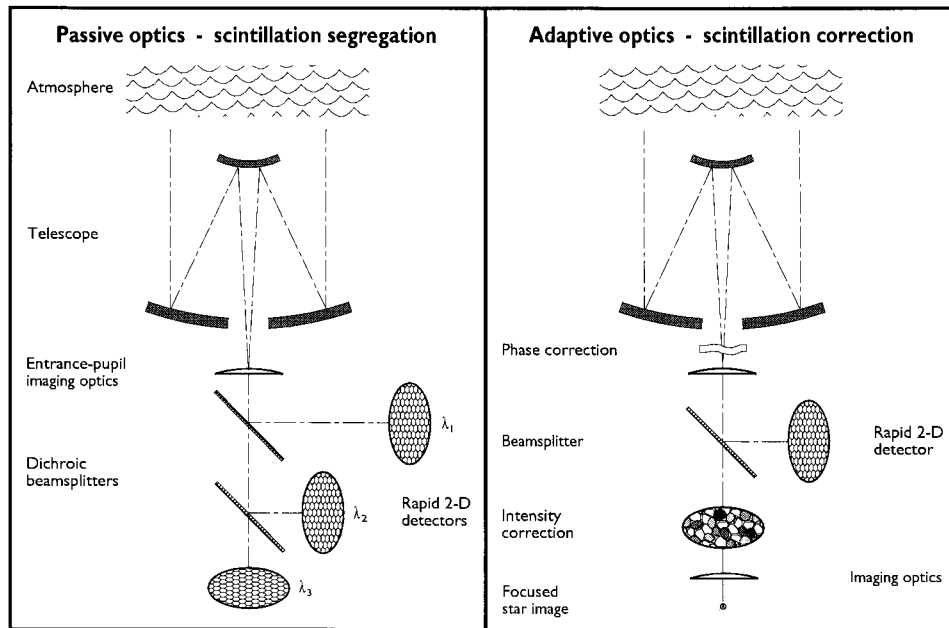 Passive optics - scintillation segregation
Atmosphere
Telescope
Entrance-pupil
imaging optics
λ1
Dichroic
beamsplitters
λ2
Rapid 2-D
detectors
λ3
Adaptive optics - scintillation correction
Phase correction
Beamsplitter
Rapid 2-D
detector
Intensity
correction
Imaging optics
Focused
star image